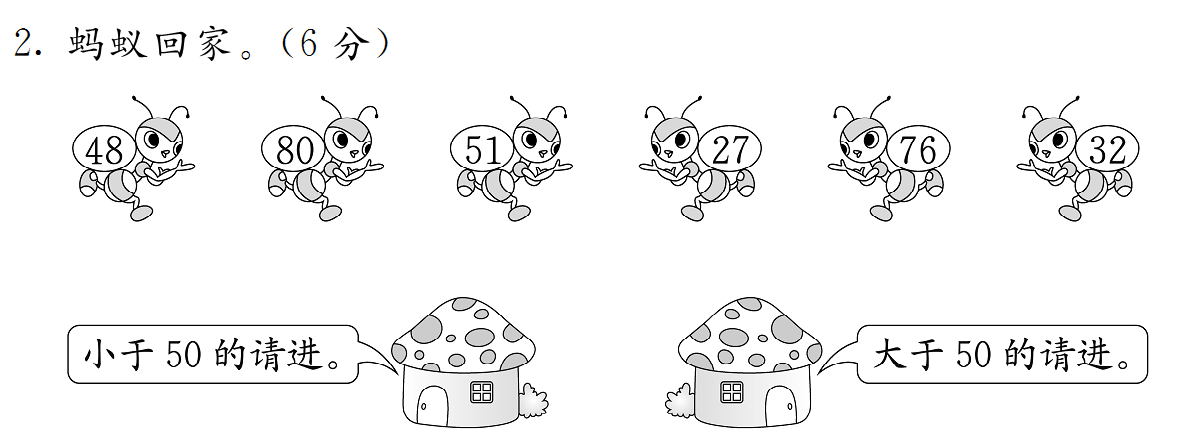 2. 蚂蚁回家。（6 分）
48 80 51 27 76 32
小于 50 的请进。 大于 50 的请进。